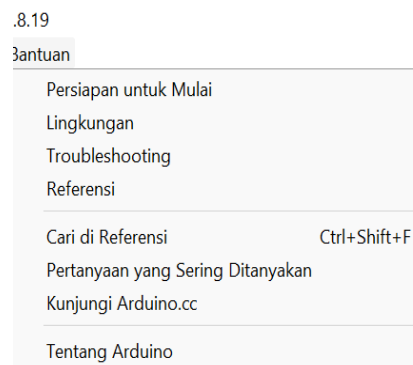 .8.19
Bantuan
Persiapan untuk Mulai
Lingkungan
Troubleshooting
Referensi
Cari di Referensi Ctrl+Shift+F
Pertanyaan yang Sering Ditanyakan
Kunjungi Arduino.cc
Tentang Arduino